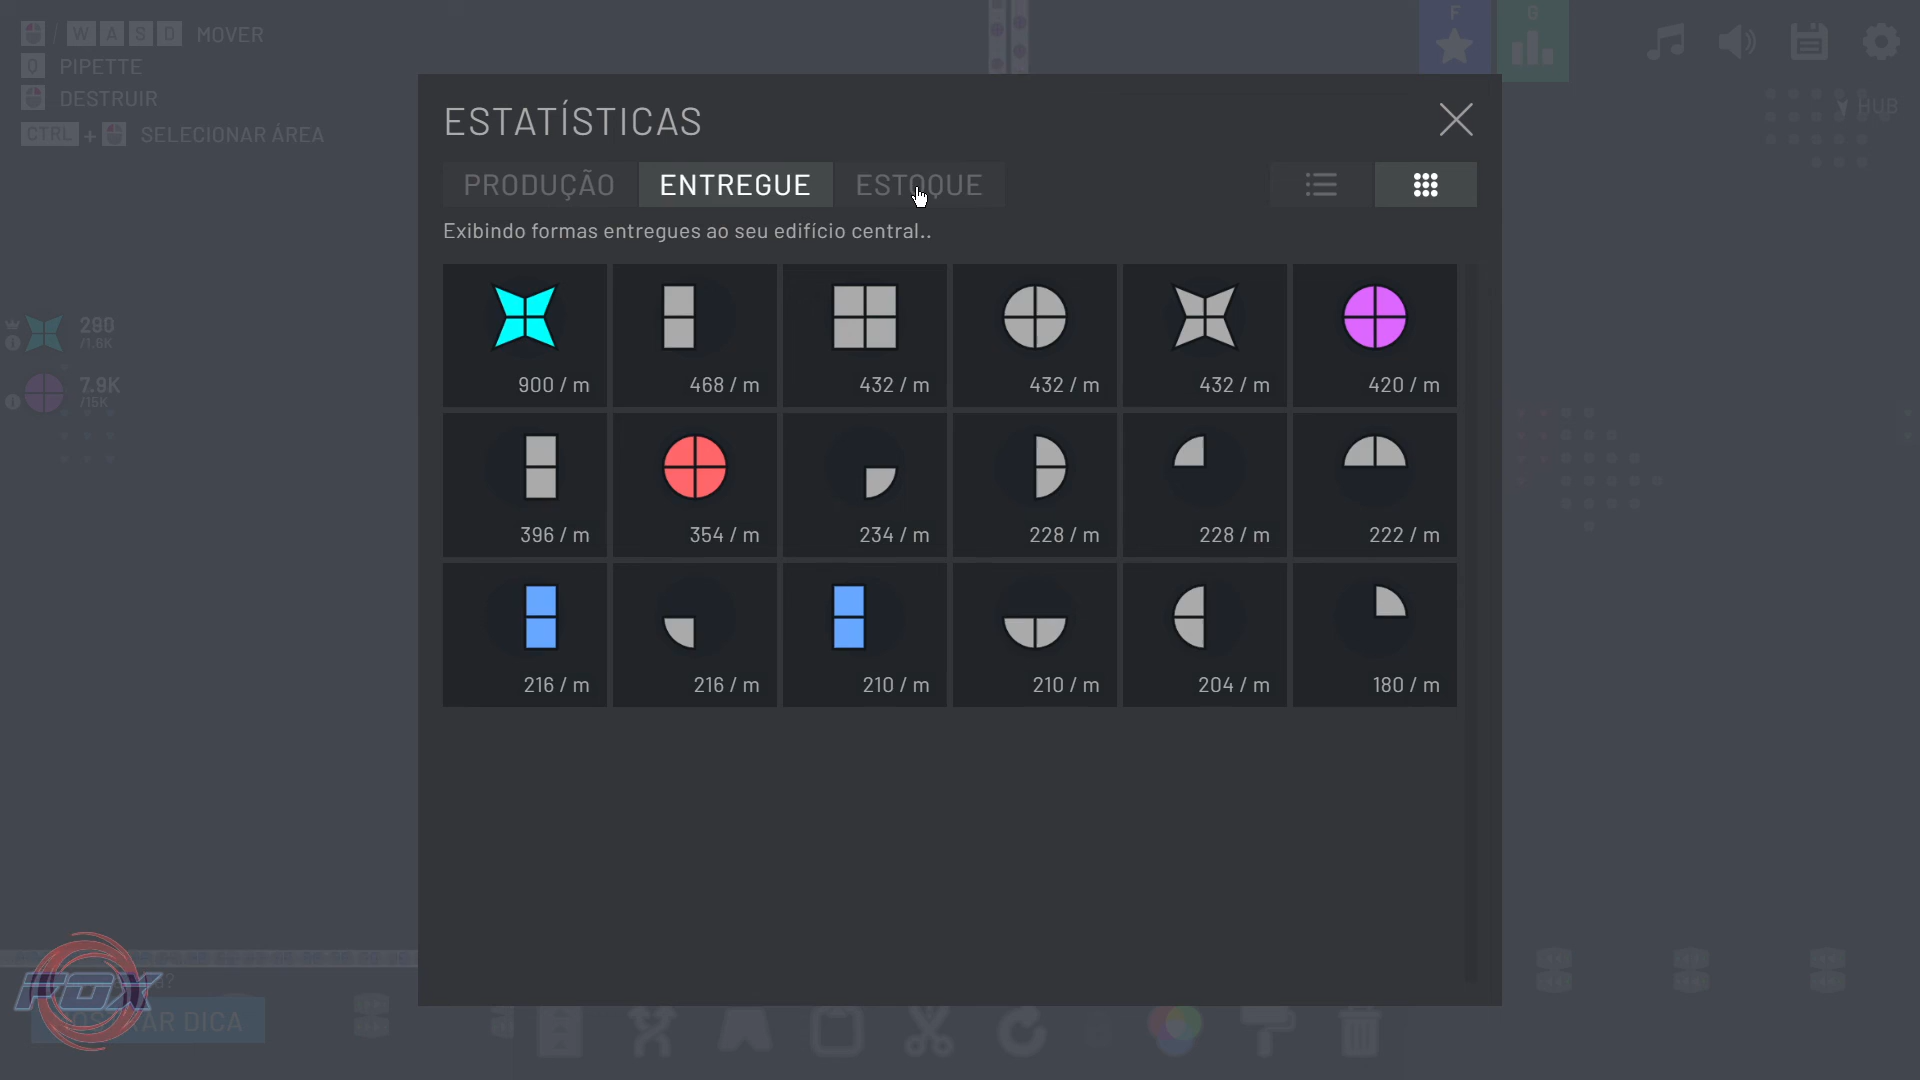 / W A S D MOVER
Q PIPETTE
DESTRUIR
CTRL + SELECIONAR ÁREA
F
G
HUB
ESTATÍSTICAS
PRODUÇÃO ENTREGUE ESTOQUE
Exibindo formas entregues ao seu edifício central..
290
/1.6K
7.9K
/15K
900 / m 468 / m 432 / m 432 / m 432 / m 420 / m
396 / m 354 / m 234 / m 228 / m 228 / m 222 / m
216 / m 216 / m 210 / m 210 / m 204 / m 180 / m
FOX
DICA